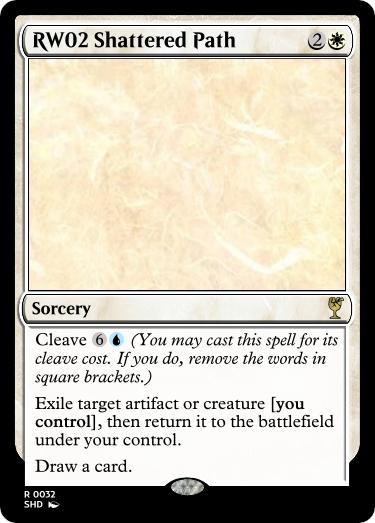 RW02 Shattered Path 2
Sorcery
Cleave 6 (You may cast this spell for its
cleave cost. If you do, remove the words in
square brackets.)
Exile target artifact or creature [you
control], then return it to the battlefield
under your control.
Draw a card.
R 0032
SHD